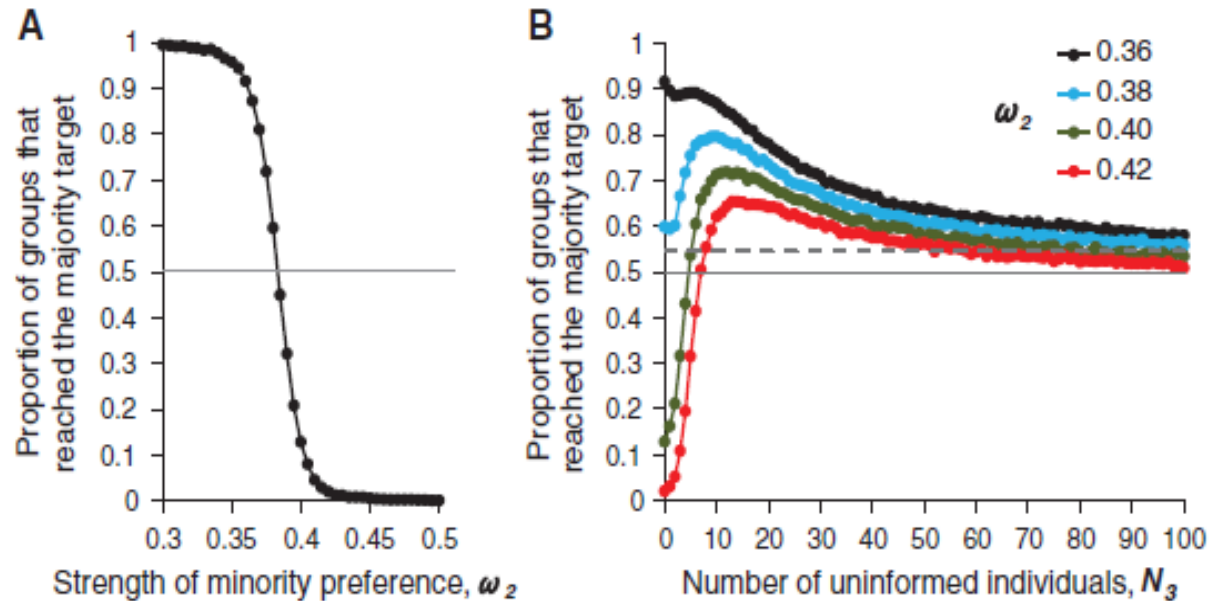 A
Proportion of groups that
reached the majority target
1
0.9
0.8
0.7
0.6
0.5
0.4
0.3
0.2
0.1
0
0.3 0.35 0.4 0.45 0.5
Strength of minority preference, ω2
B
Proportion of groups that
reached the majority target
1
0.9
0.8
0.7
0.6
0.5
0.4
0.3
0.2
0.1
0
0 10 20 30 40 50 60 70 80 90 100
Number of uninformed individuals, N3
ω2
0.36
0.38
0.40
0.42